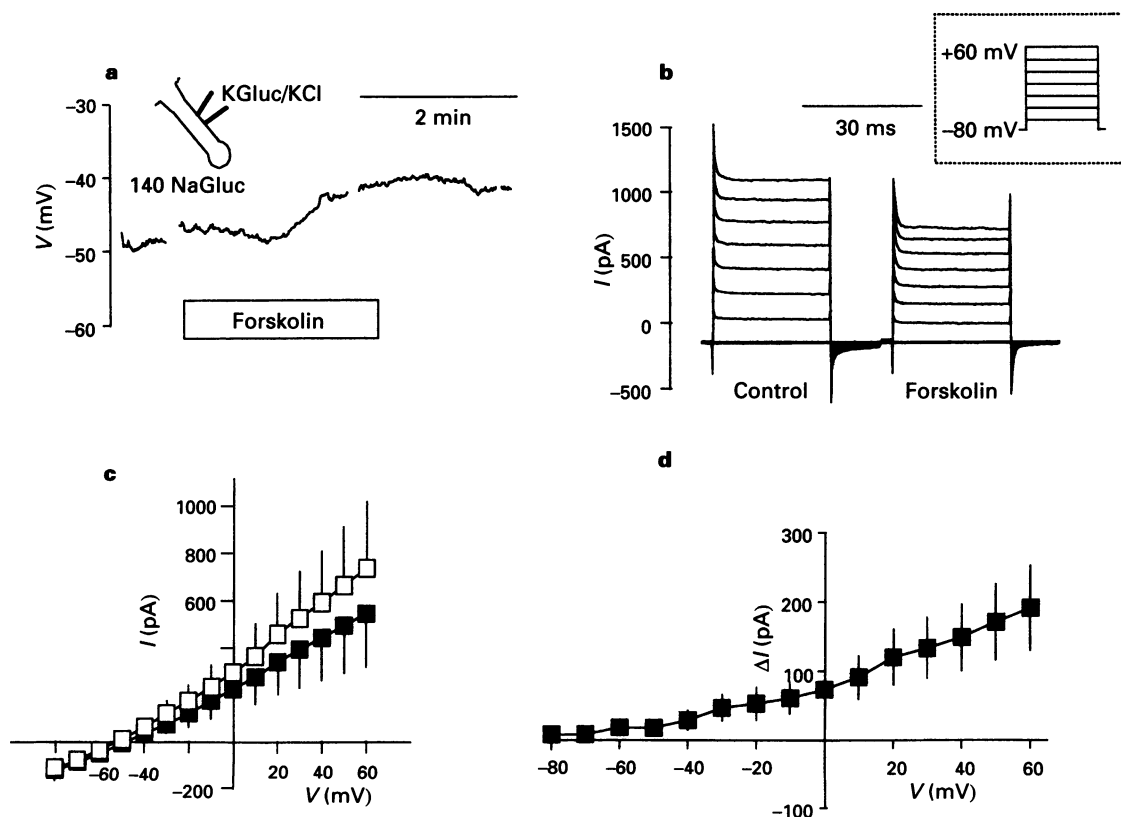 a
KGluc/KCl
140 NaGluc
2 min
−30
−40
−50
−60
V (mV)
Forskolin
b
+60 mV
−80 mV
30 ms
1500
1000
500
0
−500
I (pA)
Control
Forskolin
c
1000
800
600
−200
I (pA)
−60
−40
20
40
60
V (mV)
d
300
200
100
−100
ΔI (pA)
−80
−60
−40
−20
20
40
60
V (mV)